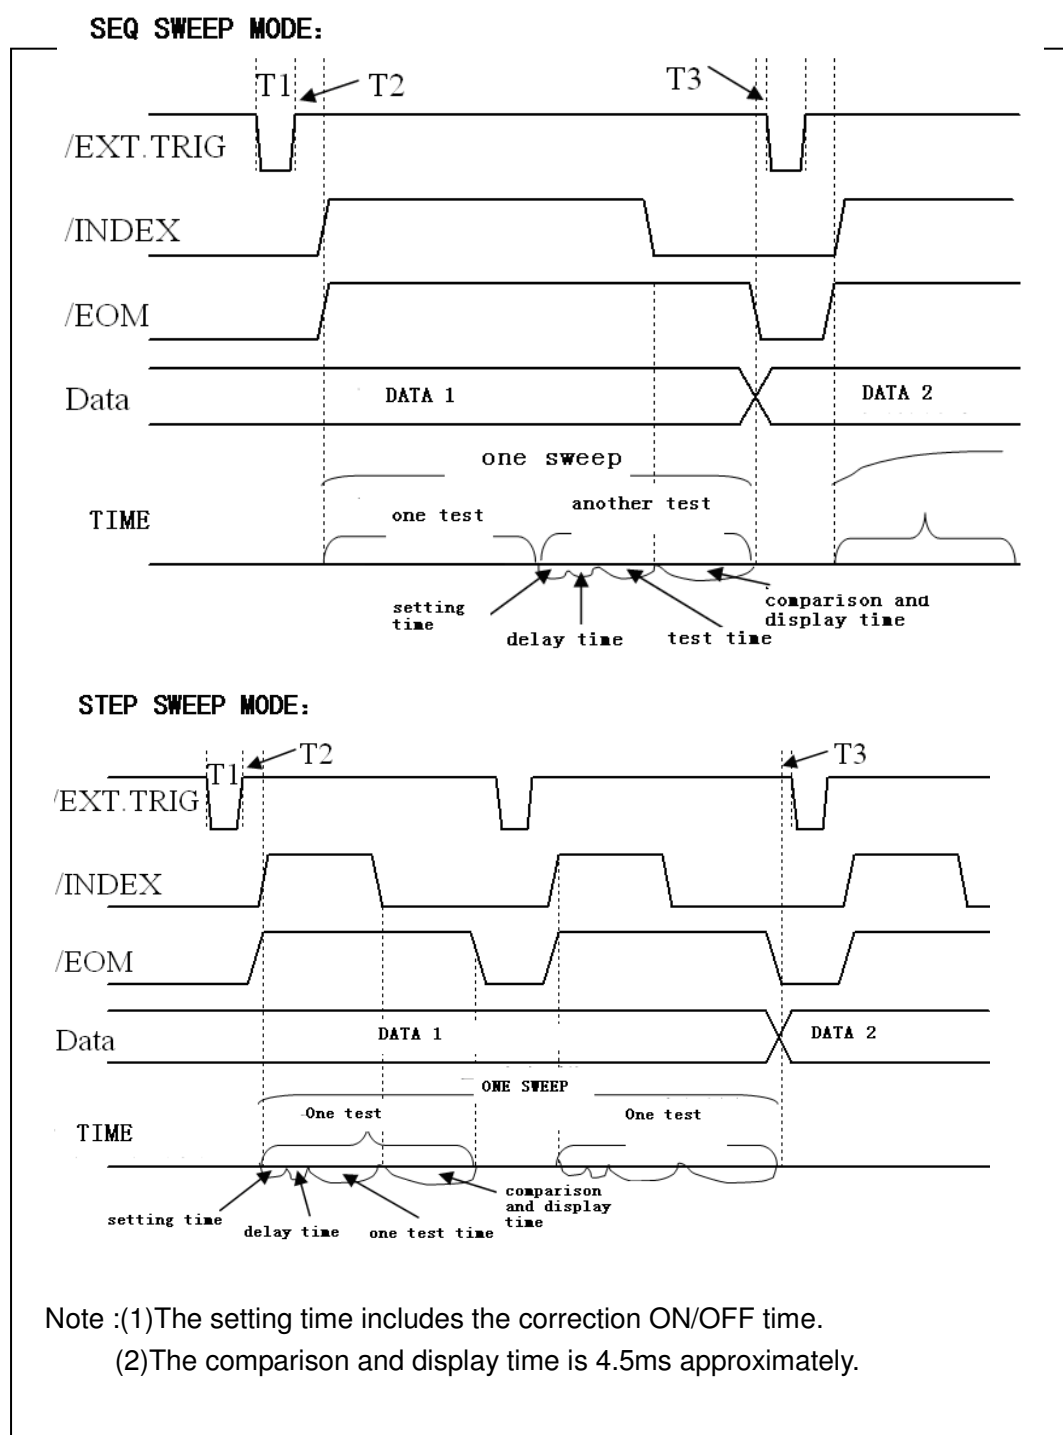 SEQ SWEEP MODE:
T1
T2
T3
/EXT.TRIG
/INDEX
/EOM
Data
DATA 1
DATA 2
one sweep
TIME
one test
another test
setting
time
delay time
test time
comparison and
display time
STEP SWEEP MODE:
T1
T2
T3
/EXT.TRIG
/INDEX
/EOM
Data
DATA 1
DATA 2
ONE SWEEP
TIME
One test
One test
setting time
delay time
one test time
comparison
and display
time
Note :(1)The setting time includes the correction ON/OFF time.
(2)The comparison and display time is 4.5ms approximately.